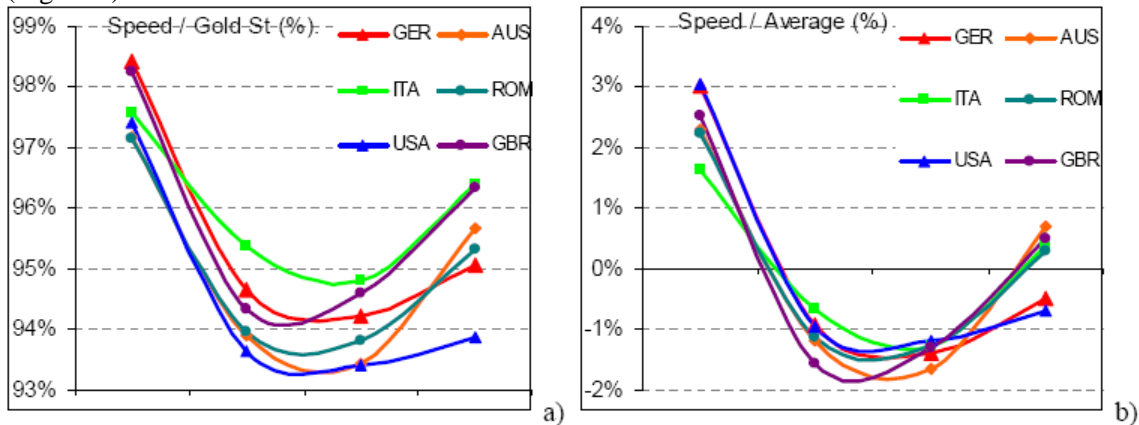 99% Speed / Gold St (%)
GER AUS
98%
ITA ROM
97%
USA GBR
96%
95%
94%
93%
a)
4% Speed / Average (%)
GER AUS
3%
ITA ROM
2%
USA GBR
1%
0%
-1%
-2%
b)